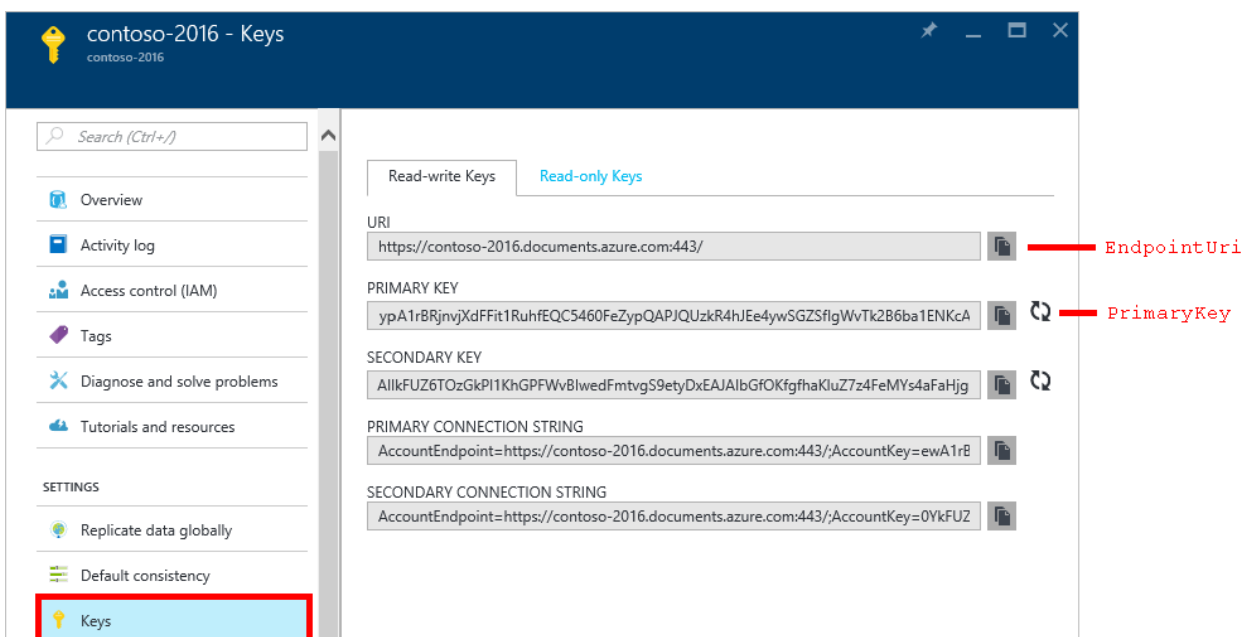 contoso-2016 - Keys
contoso-2016
Search (Ctrl+/)
Overview
Activity log
Access control (IAM)
Tags
Diagnose and solve problems
Tutorials and resources
SETTINGS
Replicate data globally
Default consistency
Keys
Read-write Keys Read-only Keys
URI
https://contoso-2016.documents.azure.com:443/
EndpointUri
PRIMARY KEY
PrimaryKey
SECONDARY KEY
PRIMARY CONNECTION STRING
AccountEndpoint=https://contoso-2016.documents.azure.com:443/;AccountKey=ewA1rB
SECONDARY CONNECTION STRING
AccountEndpoint=https://contoso-2016.documents.azure.com:443/;AccountKey=0YkFUZ